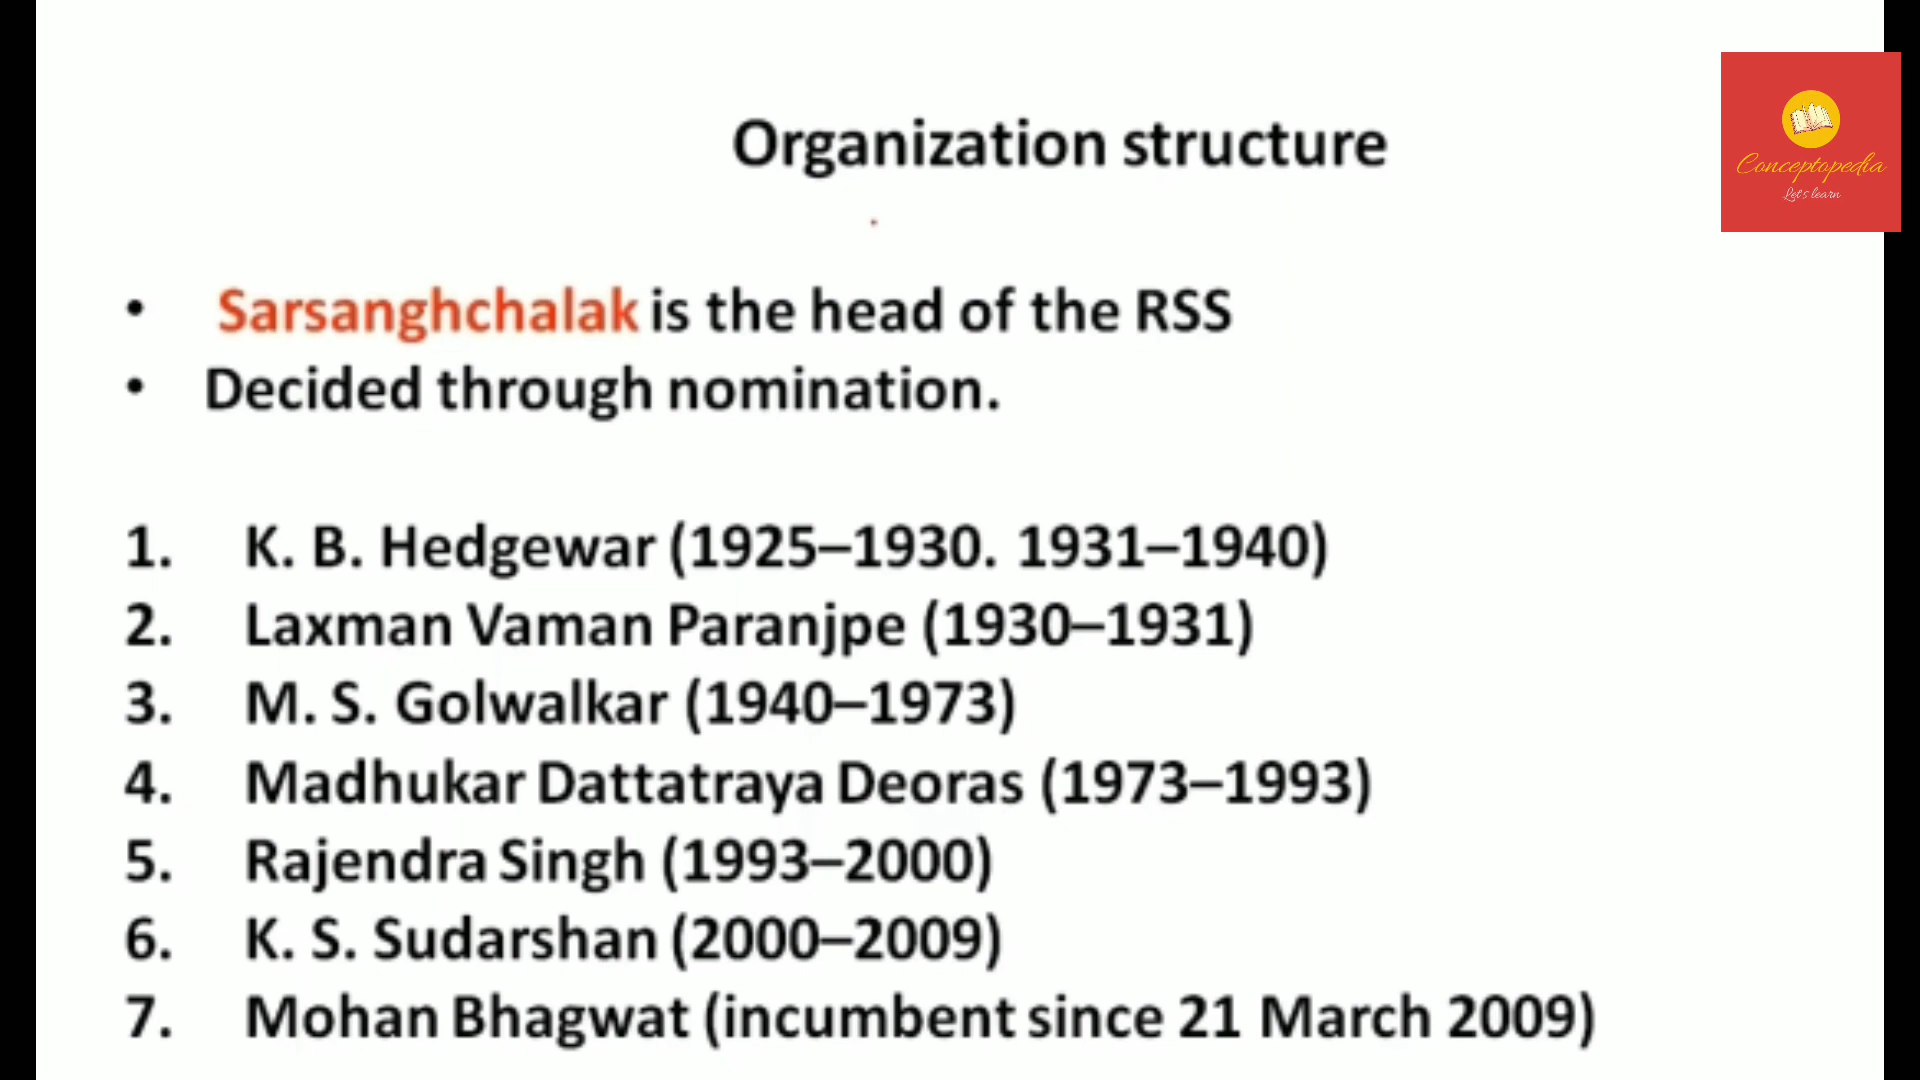 Organization structure
Conceptopedia
Let's learn
• Sarsanghchalak is the head of the RSS
• Decided through nomination.
1. K. B. Hedgewar (1925–1930. 1931–1940)
2. Laxman Vaman Paranjpe (1930–1931)
3. M. S. Golwalkar (1940–1973)
4. Madhukar Dattatraya Deoras (1973–1993)
5. Rajendra Singh (1993–2000)
6. K. S. Sudarshan (2000–2009)
7. Mohan Bhagwat (incumbent since 21 March 2009)